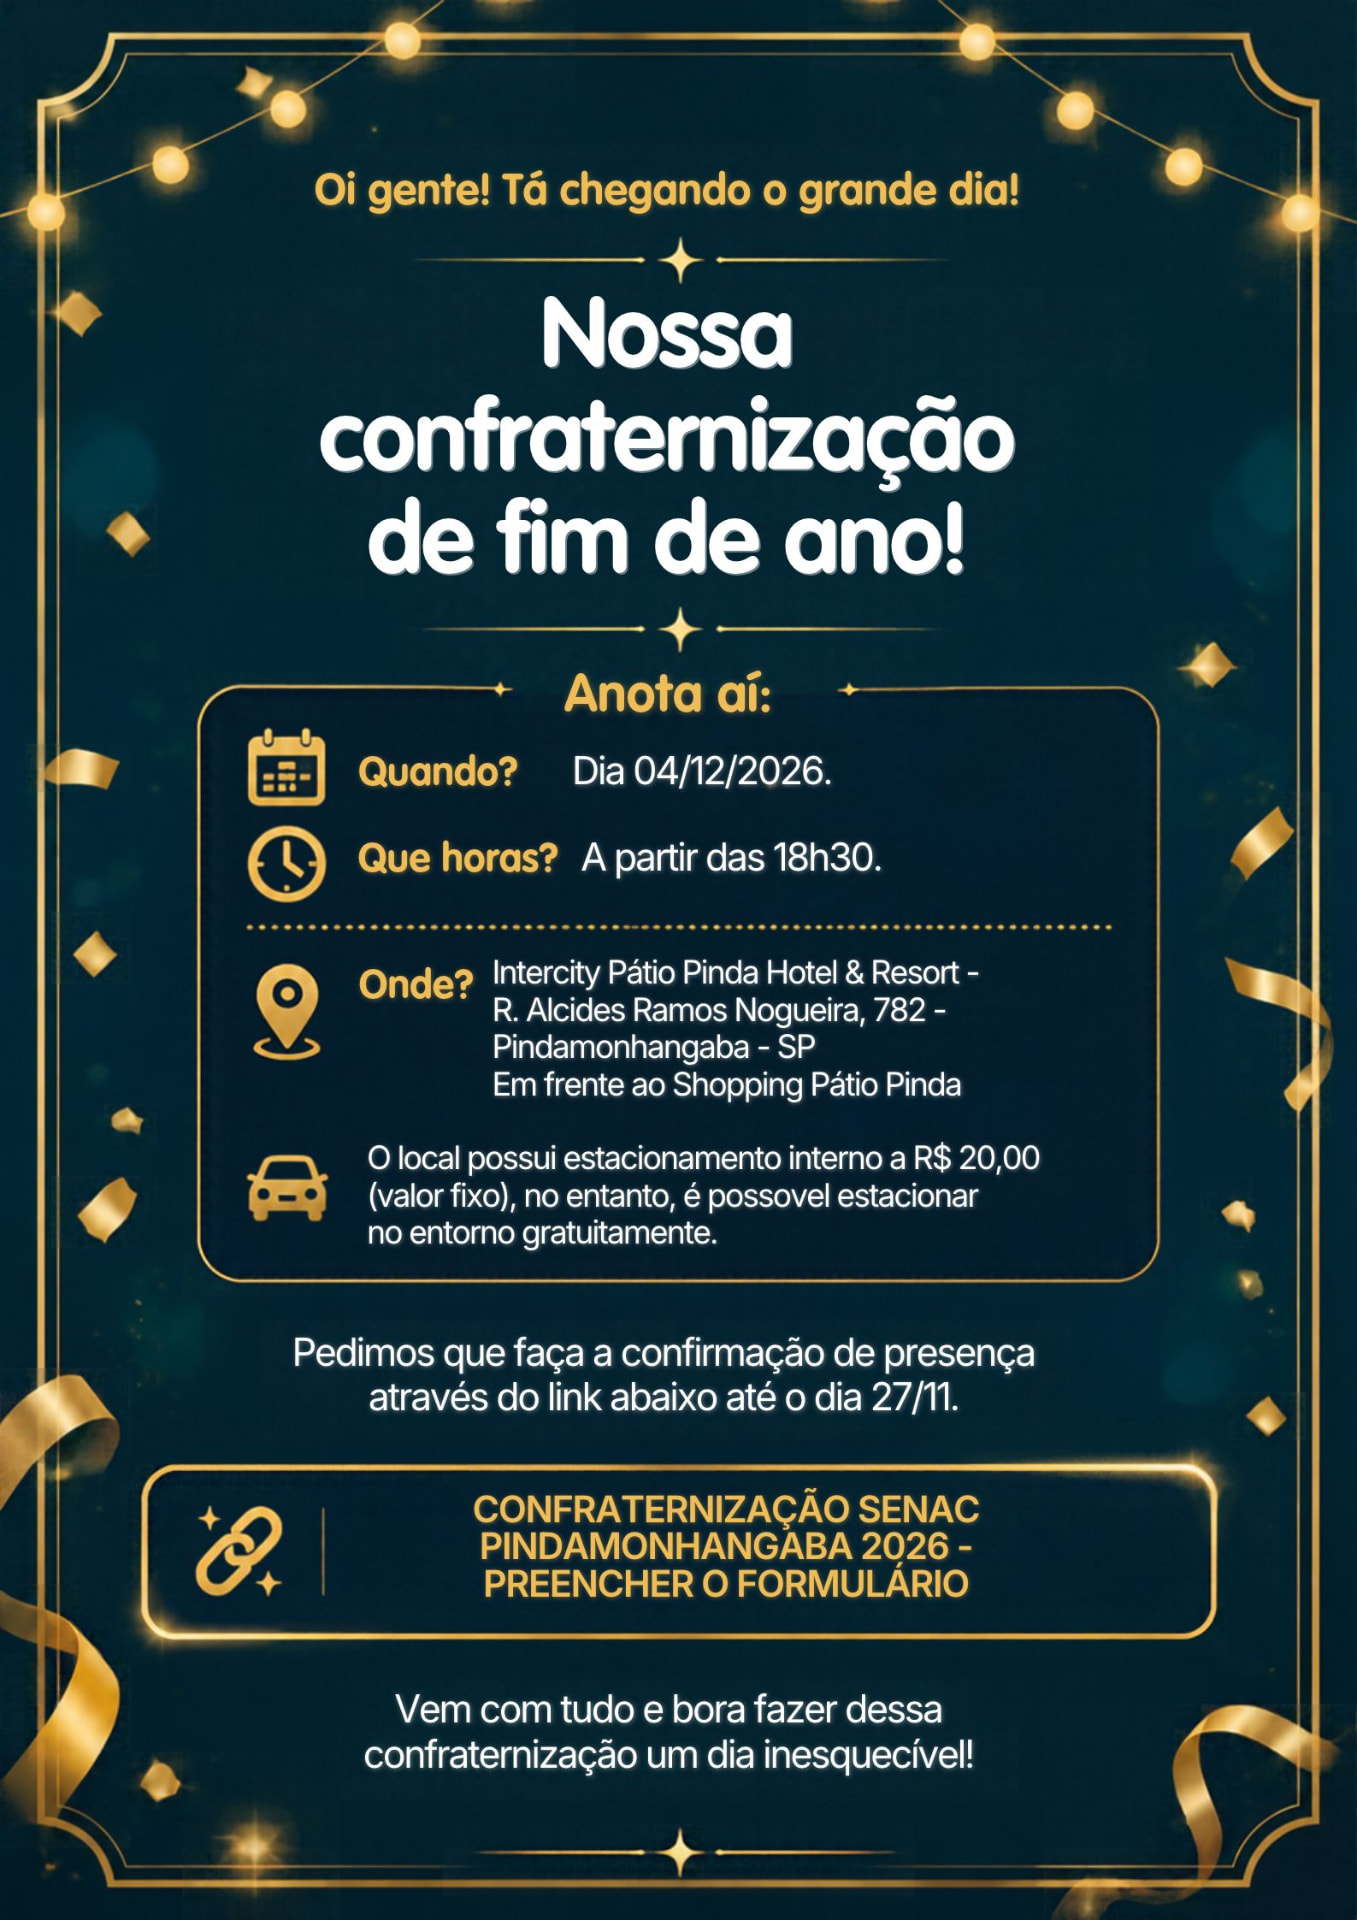 Oi gente! Tá chegando o grande dia!
Nossa
confraternização
de fim de ano!
Anota aí:
Quando? Dia 04/12/2026.
Que horas? A partir das 18h30.
Onde? Intercity Pátio Pinda Hotel & Resort -
R. Alcides Ramos Nogueira, 782 -
Pindamonhangaba - SP
Em frente ao Shopping Pátio Pinda
O local possui estacionamento interno a R$ 20,00
(valor fixo), no entanto, é possovel estacionar
no entorno gratuitamente.
Pedimos que faça a confirmação de presença
através do link abaixo até o dia 27/11.
CONFRATERNIZAÇÃO SENAC
PINDAMONHANGABA 2026 -
PREENCHER O FORMULÁRIO
Vem com tudo e bora fazer dessa
confraternização um dia inesquecível!